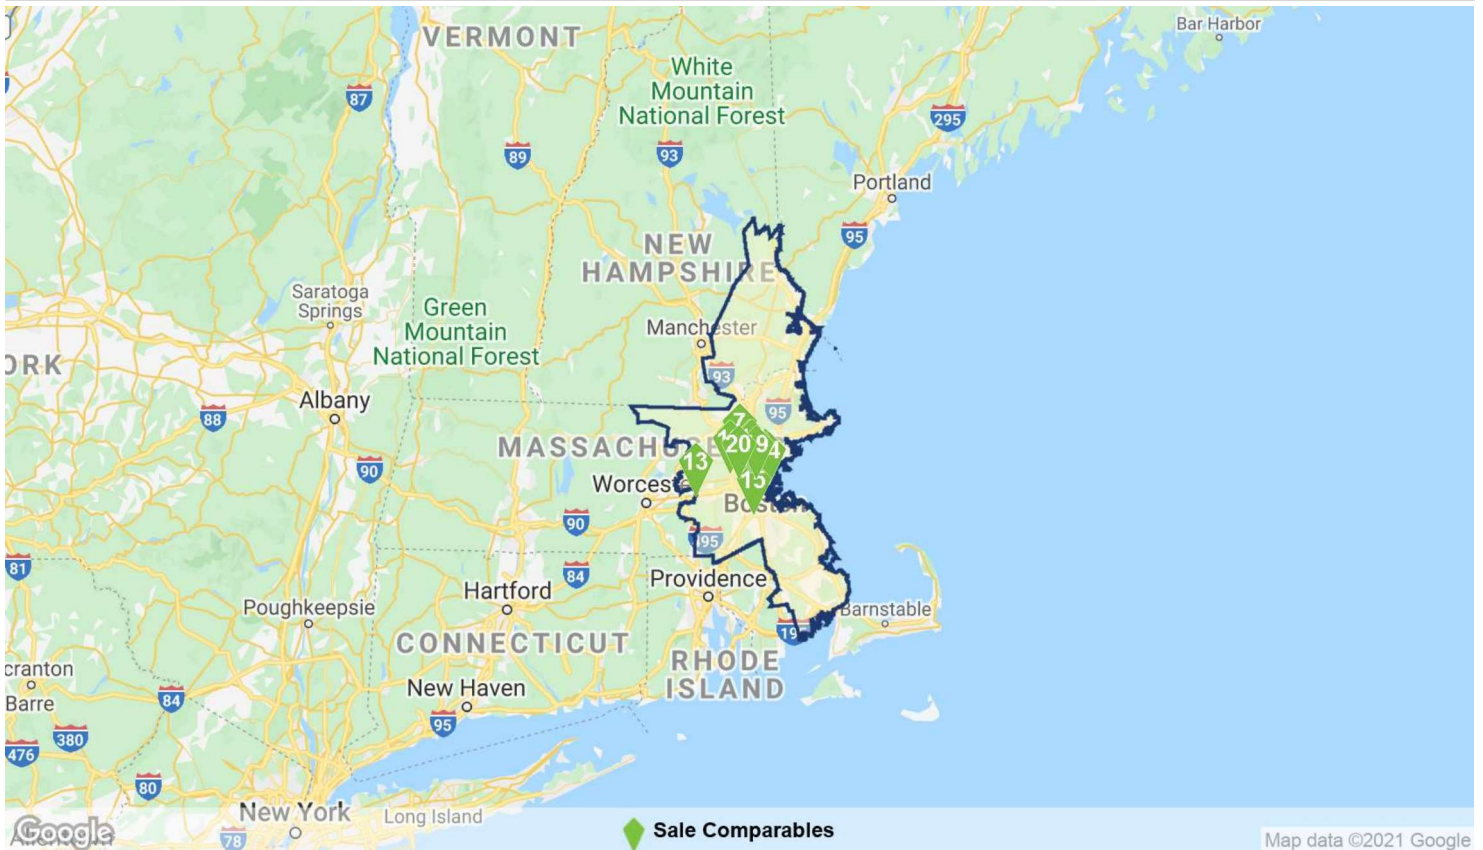 VERMONT
Bar Harbor
White
Mountain
National Forest
87
295
89
93
Portland
NEW
HAMPSHIRE
95
Saratoga
Springs
Green
Mountain
National Forest
Manchester
ORK
93
Albany
95
88
7
MASSACHUSE
20
9
4
13
90
15
Worces
Boston
90
495
81
84
Providence
Hartford
Poughkeepsie
Barnstable
195
CONNECTICUT
cranton
RHODE
ISLAND
Barre
84
New Haven
95
476
380
80
New York
Long Island
78
Google
Sale Comparables
Map data ©2021 Google